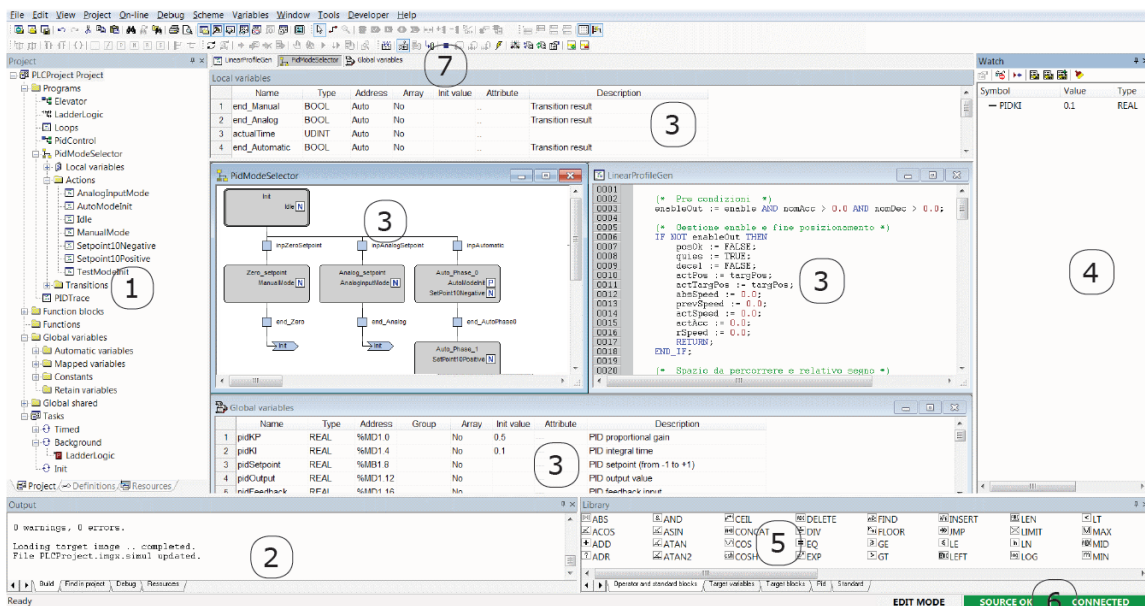 File Edit View Project On-line Debug Scheme Variables Window Tools Developer Help
Project
LinearProfileGen PidModeSelector Global variables
7
Watch
PLCProject Project
Programs
Elevator
LadderLogic
Loops
PidControl
PidModeSelector
Local variables
Actions
AnalogInputMode
AutoModeInit
Idle
ManualMode
Setpoint10Negative
Setpoint10Positive
TestModeInit
Transitions
PIDTrace
Function blocks
Functions
Global variables
Automatic variables
Mapped variables
Constants
Retain variables
Global shared
Tasks
Timed
Background
LadderLogic
Init
1
Project Definitions Resources
Local variables
Name Type Address Array Init value Attribute Description
1 end_Manual BOOL Auto No .. Transition result
2 end_Analog BOOL Auto No .. Transition result
3 actualTime UDINT Auto No ..
4 end_Automatic BOOL Auto No .. Transition result
3
PidModeSelector
Init
Idle N
inpZeroSetpoint inpAnalogSetpoint inpAutomatic
Zero_setpoint Analog_setpoint Auto_Phase_0
ManualMode N AnalogInputMode N AutoModeInit P
SetPoint10Negative N
end_Zero end_Analog end_AutoPhase0
Init Init Auto_Phase_1
SetPoint10Positive N
3
LinearProfileGen
0001
0002 (* Pre condizioni *)
0003 enableOut := enable AND nomAcc > 0.0 AND nomDec > 0.0;
0004
0005 (* Gestione enable e fine posizionamento *)
0006 IF NOT enableOut THEN
0007 posOk := FALSE;
0008 quies := TRUE;
0009 decel := FALSE;
0010 actPos := targPos;
0011 actTargPos := targPos;
0012 absSpeed := 0.0;
0013 prevSpeed := 0.0;
0014 actSpeed := 0.0;
0015 actAcc := 0.0;
0016 rSpeed := 0.0;
0017 RETURN;
0018 END_IF;
0019
0020 (* Spazio da percorrere e relativo segno *)
3
Symbol Value Type
PIDKI 0.1 REAL
4
Global variables
Name Type Address Group Array Init value Attribute Description
1 pidKP REAL %MD1.0 No 0.5 .. PID proportional gain
2 pidKI REAL %MD1.4 No 0.1 .. PID integral time
3 pidSetpoint REAL %MB1.8 No PID setpoint (from -1 to +1)
4 pidOutput REAL %MD1.12 No PID output value
5 pidFeedback REAL %MD1.16 No PID feedback input
3
Output
0 warnings, 0 errors.
Loading target image .. completed.
File PLCProject.imgx.simul updated.
2
Build Find in project Debug Resources
Library
ABS AND CEIL DELETE FIND INSERT LEN LT
ACOS ASIN CONCAT DIV FLOOR JMP LIMIT MAX
ADD ATAN COS EQ GE LE LN MID
ADR ATAN2 COSH EXP GT LEFT LOG MIN
5
Operator and standard blocks Target variables Target blocks Pid Standard
Ready
EDIT MODE SOURCE OK 6 CONNECTED